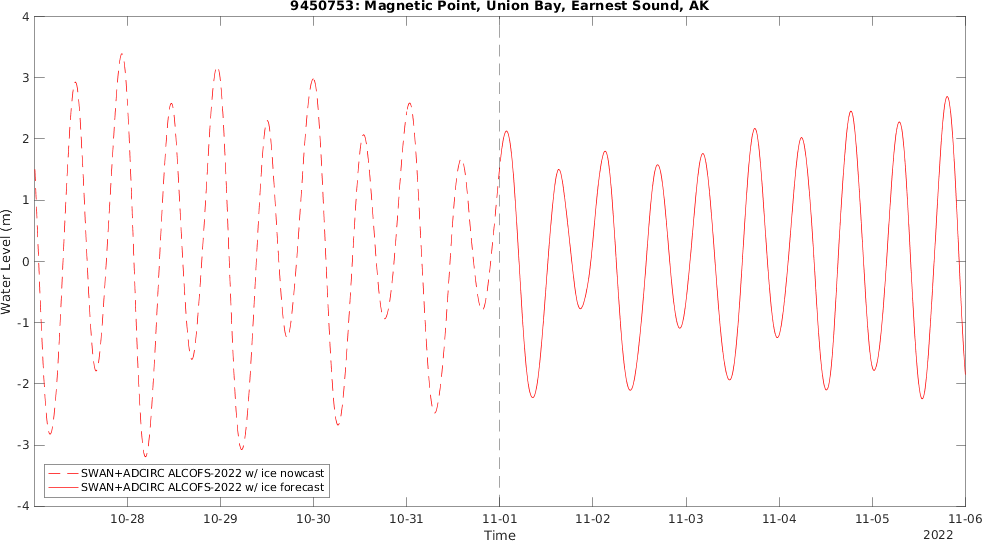 9450753: Magnetic Point, Union Bay, Earnest Sound, AK
4
3
2
1
0
-1
-2
-3
-4
Water Level (m)
SWAN+ADCIRC ALCOFS-2022 w/ ice nowcast
SWAN+ADCIRC ALCOFS-2022 w/ ice forecast
10-28 10-29 10-30 10-31 11-01 11-02 11-03 11-04 11-05 11-06
Time
2022